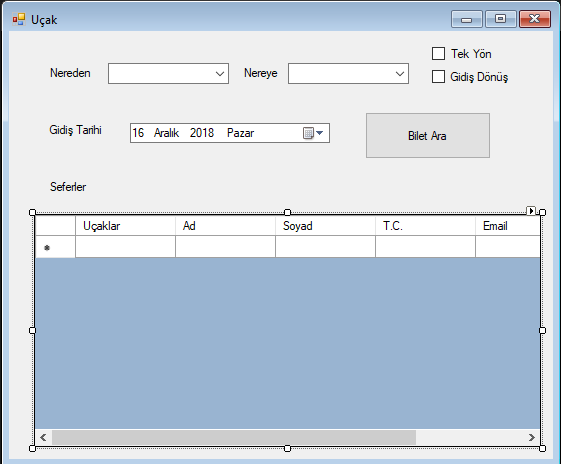 Uçak
Tek Yön
Nereden Nereye
Gidiş Dönüş
Gidiş Tarihi 16 Aralık 2018 Pazar Bilet Ara
Seferler
Uçaklar Ad Soyad T.C. Email